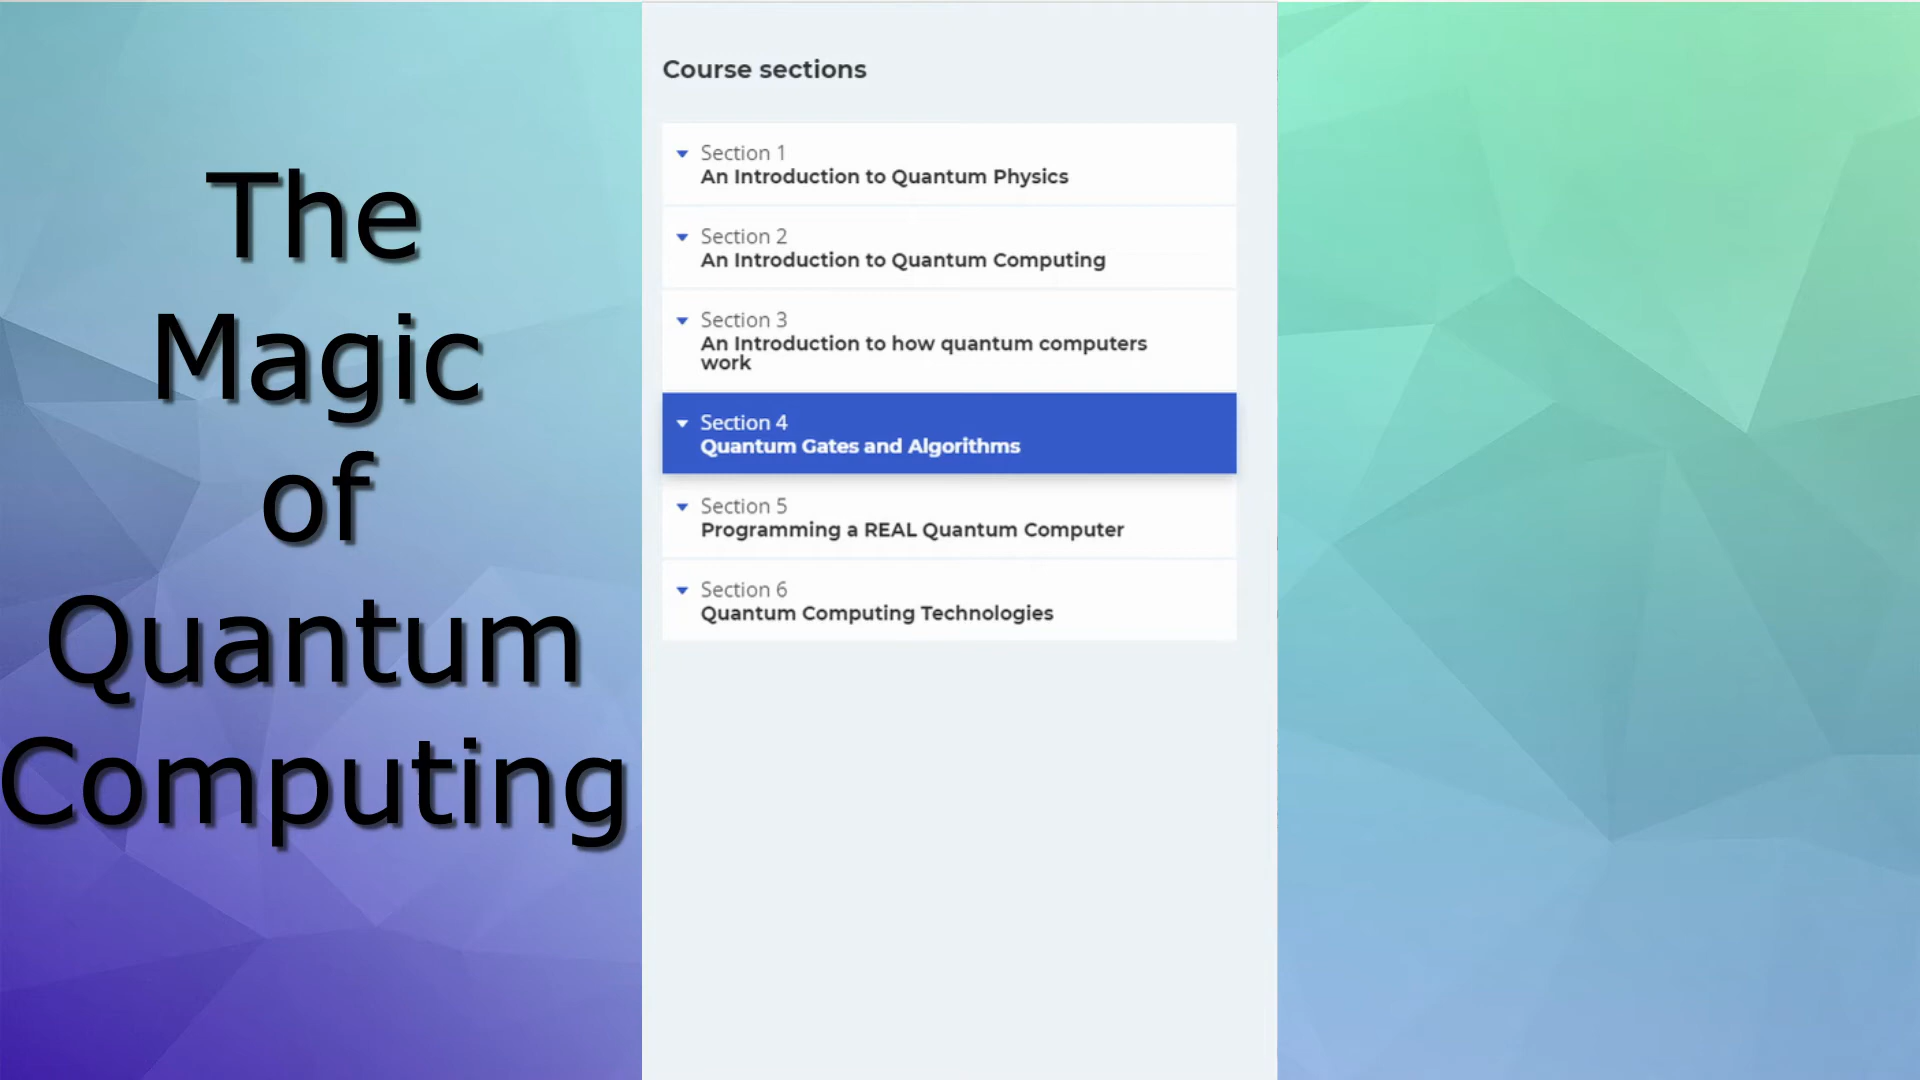 The
Magic
of
Quantum
Computing
Course sections
Section 1
An Introduction to Quantum Physics
Section 2
An Introduction to Quantum Computing
Section 3
An Introduction to how quantum computers
work
Section 4
Quantum Gates and Algorithms
Section 5
Programming a REAL Quantum Computer
Section 6
Quantum Computing Technologies